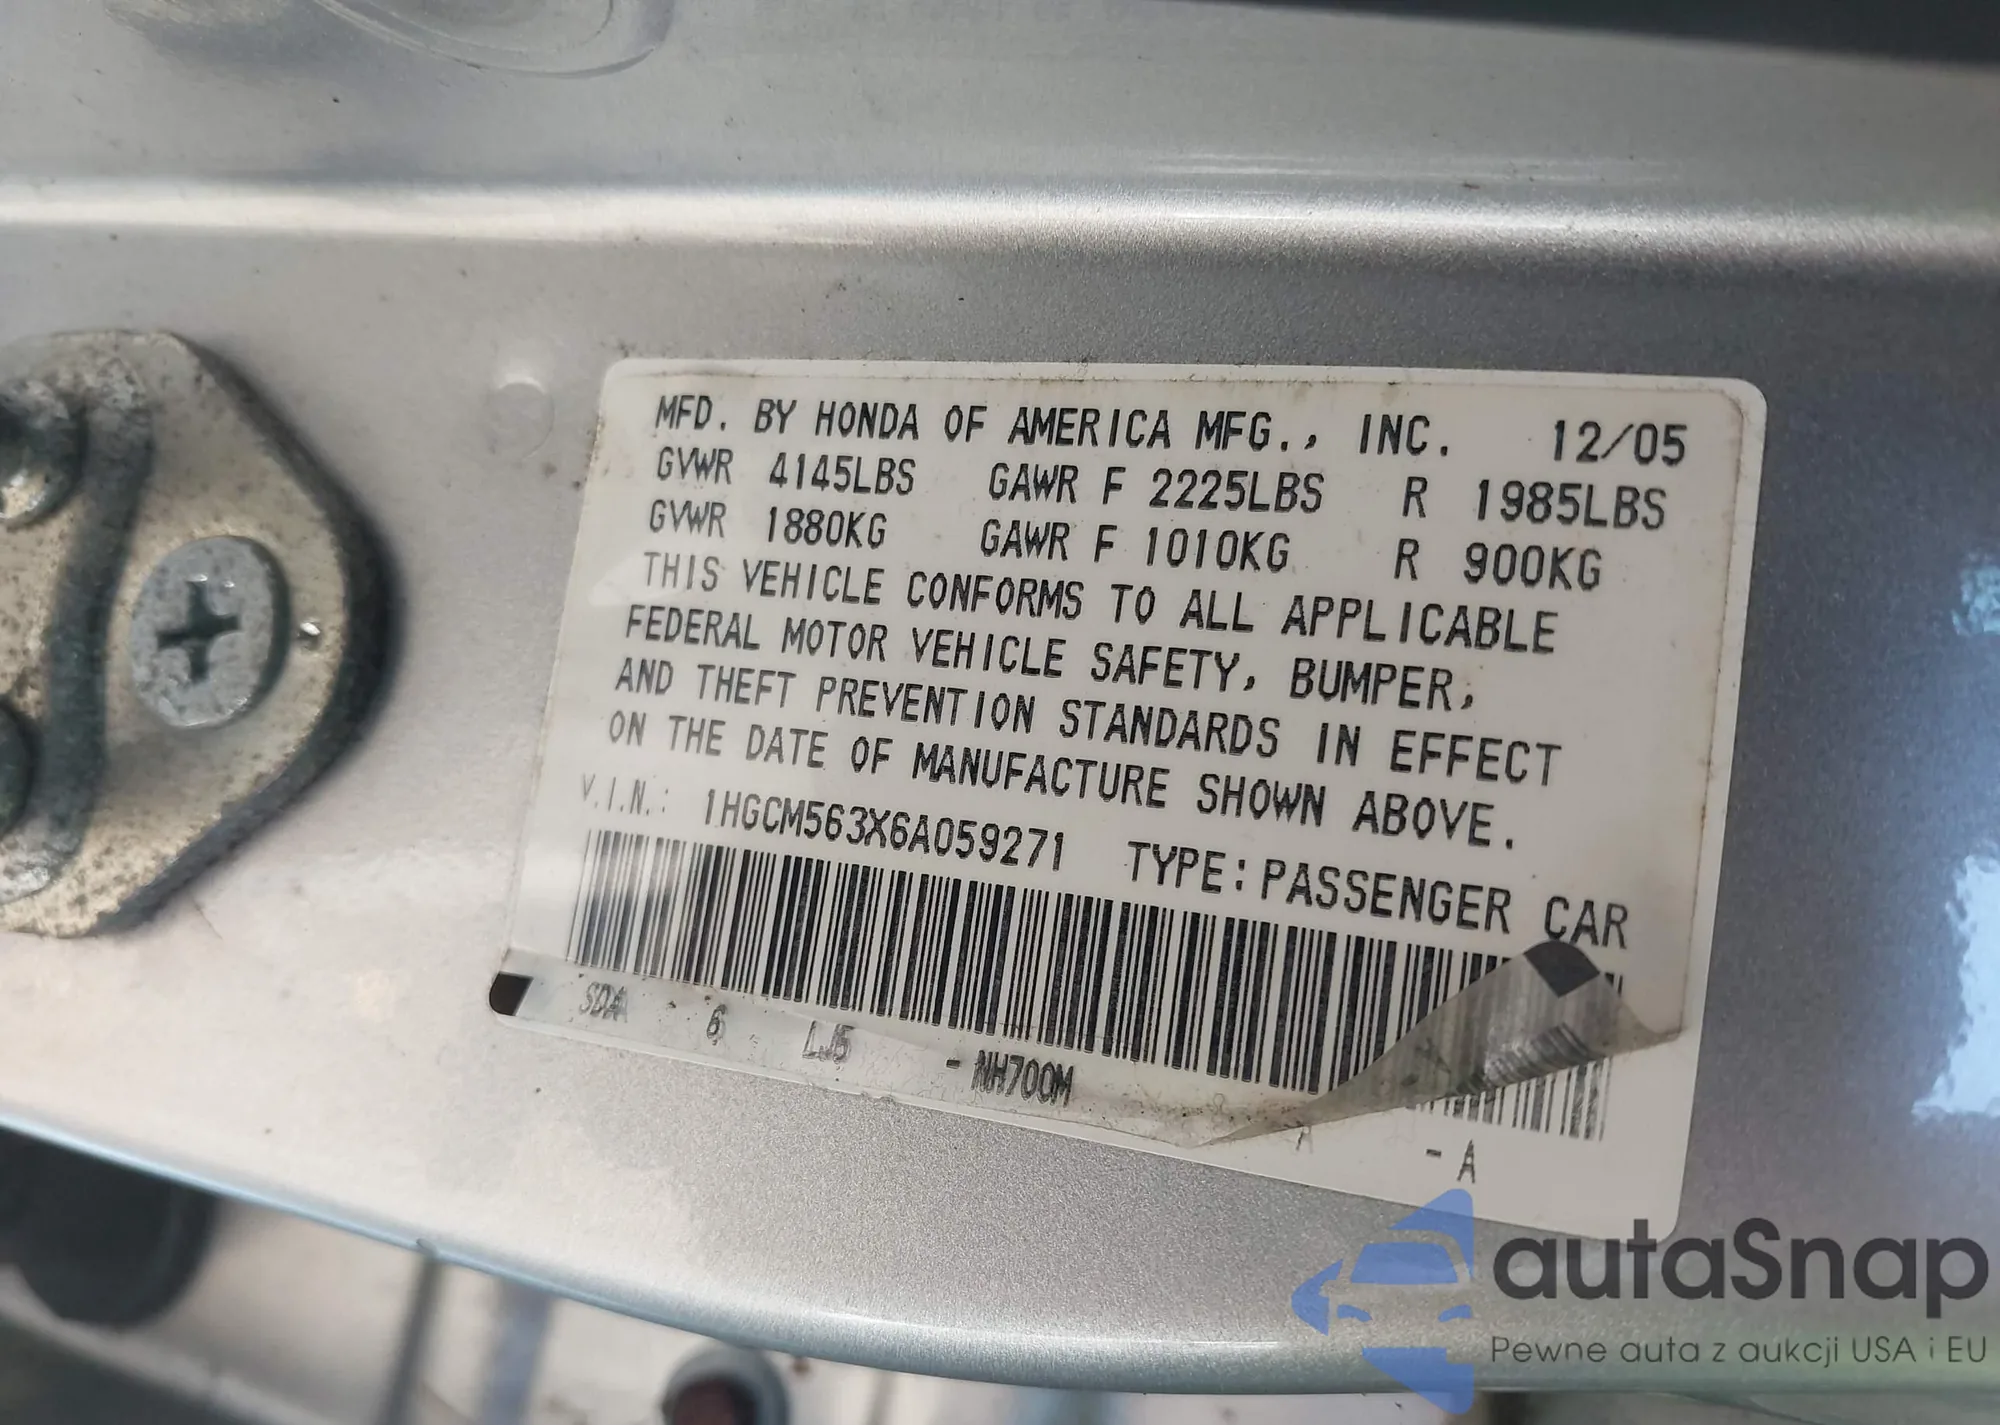 MFD. BY HONDA OF AMERICA MFG., INC. 12/05
GVWR 4145LBS GAWR F 2225LBS R 1985LBS
GVWR 1880KG GAWR F 1010KG R 900KG
THIS VEHICLE CONFORMS TO ALL APPLICABLE
FEDERAL MOTOR VEHICLE SAFETY, BUMPER,
AND THEFT PREVENTION STANDARDS IN EFFECT
ON THE DATE OF MANUFACTURE SHOWN ABOVE.
V.I.N.: 1HGCM563X6A059271 TYPE: PASSENGER CAR
SDA 6 LJ5 - NH700M - A
autaSnap
Pewne auta z aukcji USA i EU